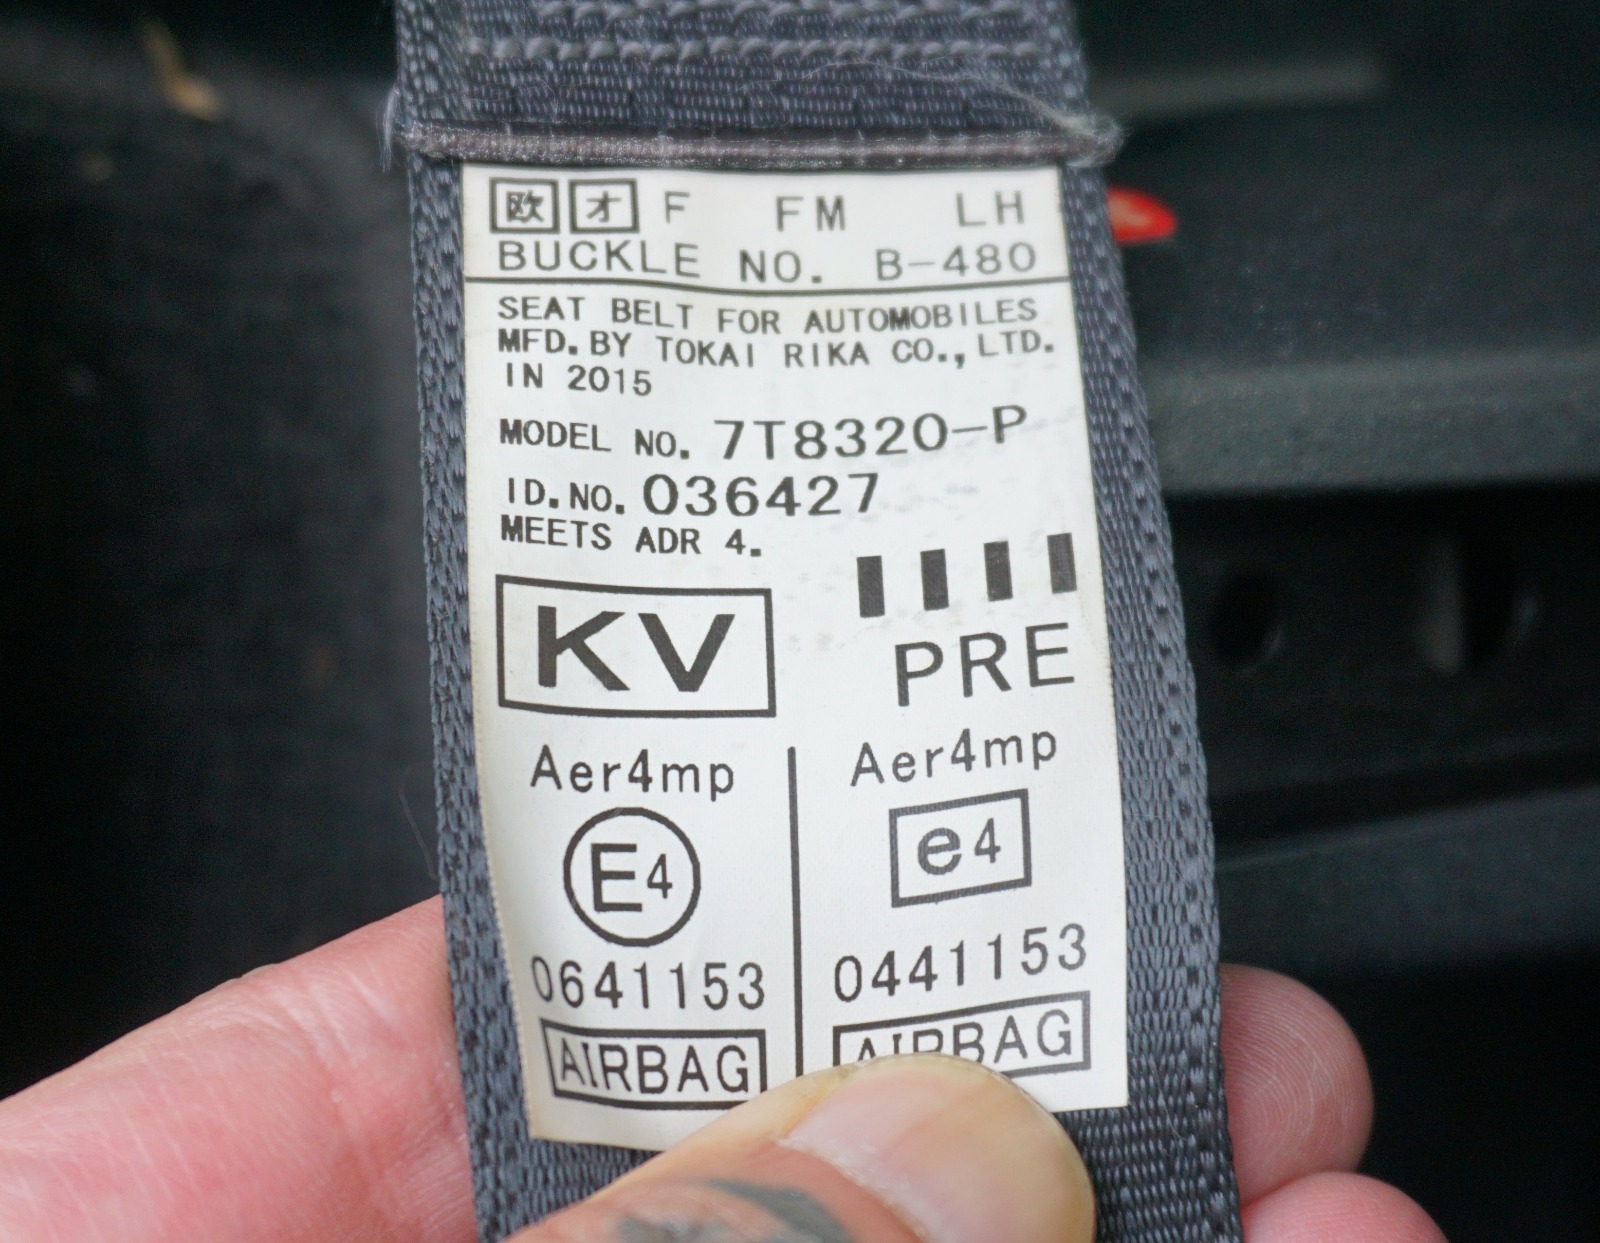 欧 オ F FM LH
BUCKLE NO. B-480
SEAT BELT FOR AUTOMOBILES
MFD. BY TOKAI RIKA CO., LTD.
IN 2015
MODEL NO. 7T8320-P
ID. NO. 036427
MEETS ADR 4.
KV
PRE
Aer4mp
E4
0641153
AIRBAG
Aer4mp
e4
0441153
AIRBAG